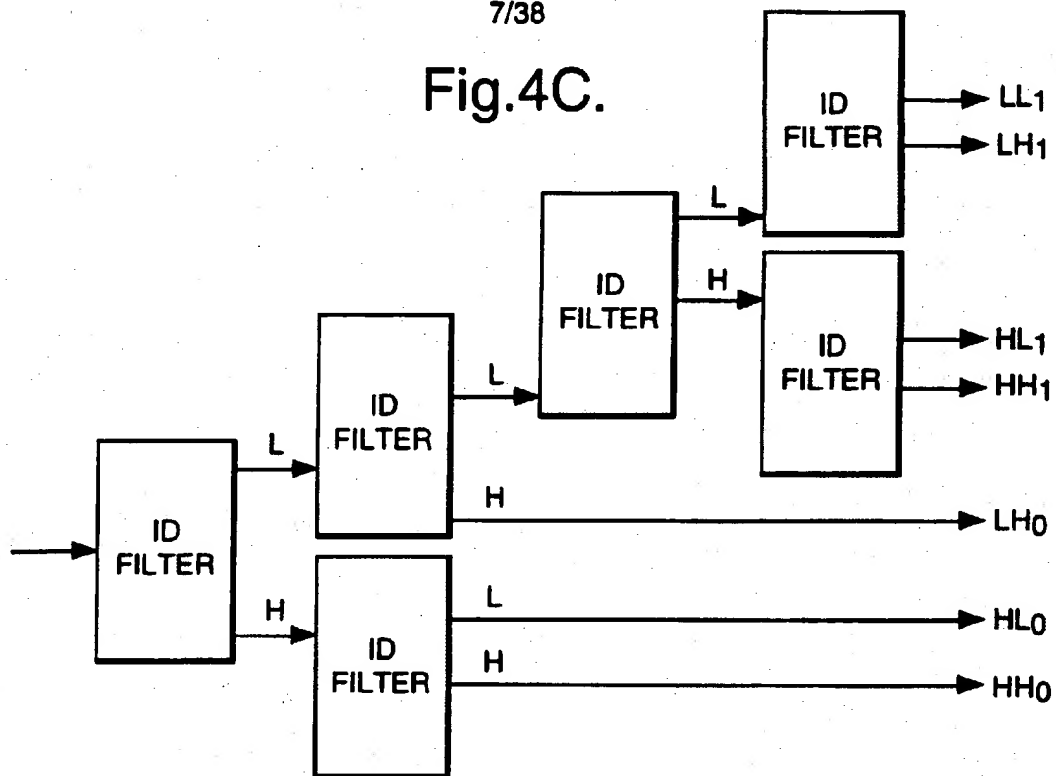 7/38
Fig.4C.
ID
FILTER
LL1
LH1
L
ID
FILTER
H
ID
FILTER
HL1
HH1
L
ID
FILTER
L
H
LH0
ID
FILTER
H
L
HL0
ID
FILTER
H
HH0